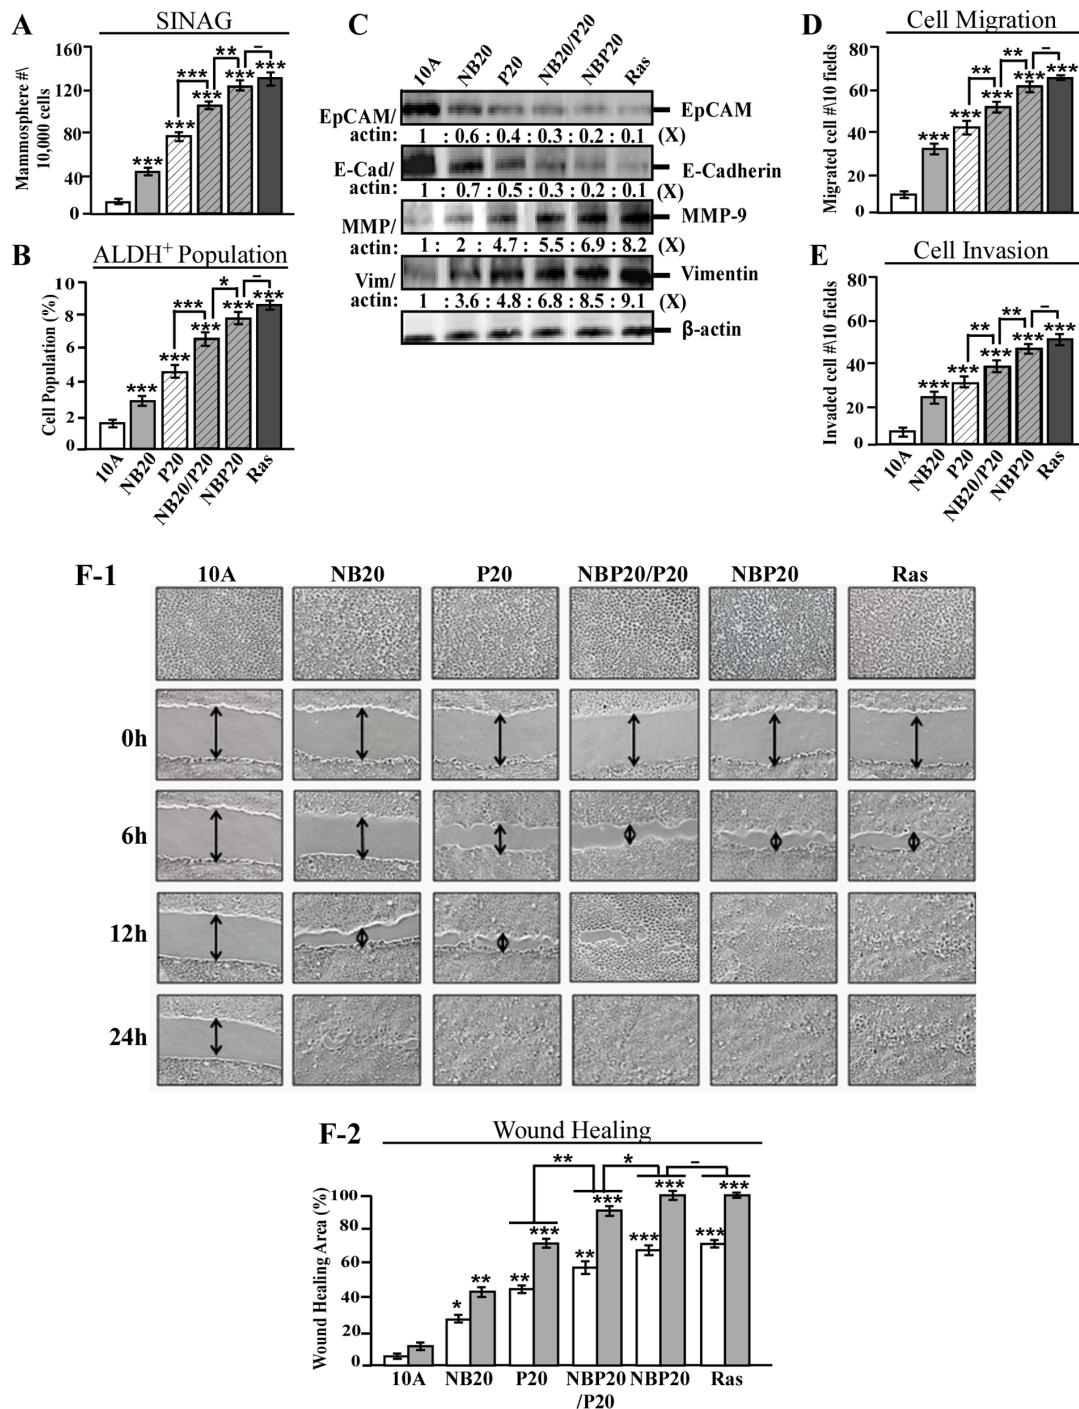 A
SINAG
Mammosphere #\
10,000 cells
160
120
80
40
0
***
***
***
***
***
***
**
–
B
ALDH+ Population
Cell Population (%)
10
8
6
4
2
0
***
***
***
***
***
***
*
–
10A
NB20
P20
NB20/P20
NBP20
Ras
C
10A
NB20
P20
NB20/P20
NBP20
Ras
EpCAM
EpCAM/
actin: 1 : 0.6 : 0.4 : 0.3 : 0.2 : 0.1 (X)
E-Cadherin
E-Cad/
actin: 1 : 0.7 : 0.5 : 0.3 : 0.2 : 0.1 (X)
MMP-9
MMP/
actin: 1 : 2 : 4.7 : 5.5 : 6.9 : 8.2 (X)
Vimentin
Vim/
actin: 1 : 3.6 : 4.8 : 6.8 : 8.5 : 9.1 (X)
β-actin
D
Cell Migration
Migrated cell #\10 fields
80
60
40
20
0
***
***
***
***
***
**
**
–
E
Cell Invasion
Invaded cell #\10 fields
80
60
40
20
0
***
***
***
***
***
**
**
–
10A
NB20
P20
NB20/P20
NBP20
Ras
F-1
10A NB20 P20 NBP20/P20 NBP20 Ras
0h
6h
12h
24h
F-2
Wound Healing
Wound Healing Area (%)
100
80
60
40
20
0
** * –
* ** ** *** ** *** *** *** *** ***
10A NB20 P20 NBP20 NBP20 Ras
/P20